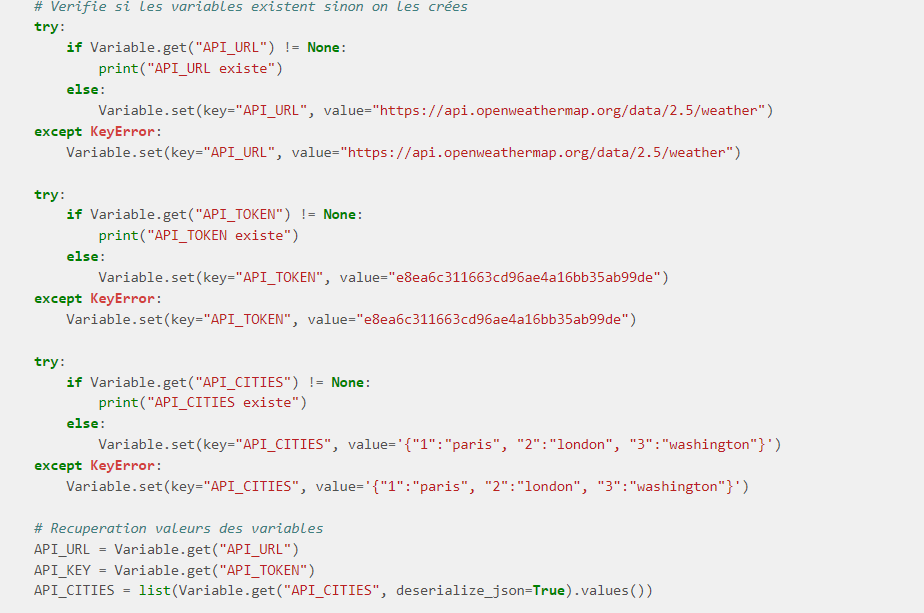 # Verifie si les variables existent sinon on les crées
try:
    if Variable.get("API_URL") != None:
        print("API_URL existe")
    else:
        Variable.set(key="API_URL", value="https://api.openweathermap.org/data/2.5/weather")
except KeyError:
    Variable.set(key="API_URL", value="https://api.openweathermap.org/data/2.5/weather")

try:
    if Variable.get("API_TOKEN") != None:
        print("API_TOKEN existe")
    else:
        Variable.set(key="API_TOKEN", value="e8ea6c311663cd96ae4a16bb35ab99de")
except KeyError:
    Variable.set(key="API_TOKEN", value="e8ea6c311663cd96ae4a16bb35ab99de")

try:
    if Variable.get("API_CITIES") != None:
        print("API_CITIES existe")
    else:
        Variable.set(key="API_CITIES", value='{"1":"paris", "2":"london", "3":"washington"}')
except KeyError:
    Variable.set(key="API_CITIES", value='{"1":"paris", "2":"london", "3":"washington"}')

# Recuperation valeurs des variables
API_URL = Variable.get("API_URL")
API_KEY = Variable.get("API_TOKEN")
API_CITIES = list(Variable.get("API_CITIES", deserialize_json=True).values())